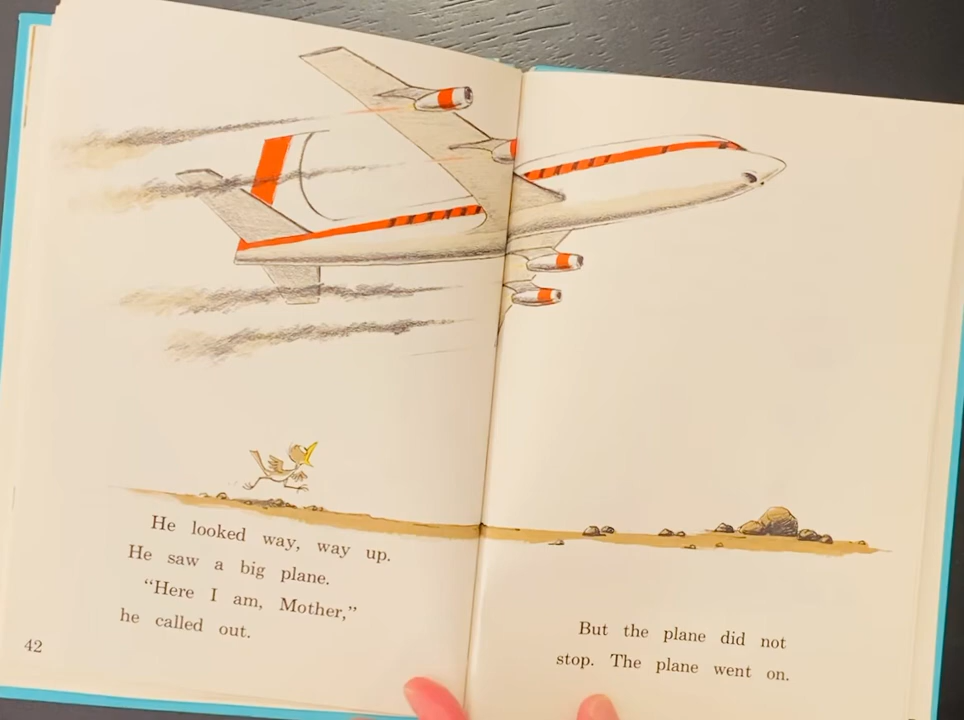 He looked way, way up.
He saw a big plane.
“Here I am, Mother,”
he called out.
42
But the plane did not
stop. The plane went on.